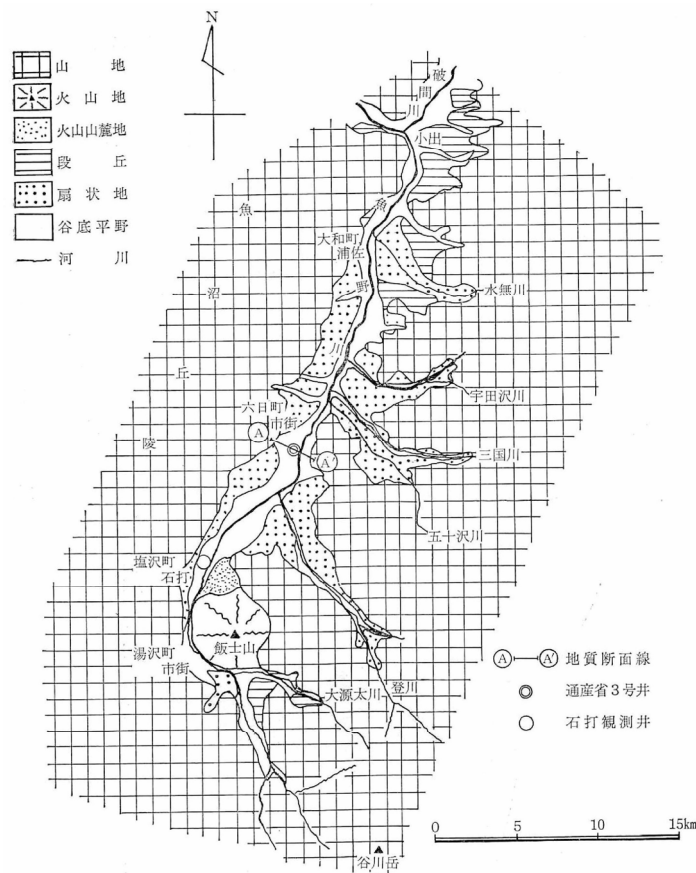 N
山地
火山地
火山山麓地
段丘
扇状地
谷底平野
河川
破間川
小出
魚野川
魚沼丘陵
大和町
浦佐
水無川
宇田沢川
六日町
市街
三国川
五十沢川
A
A'
塩沢町
石打
飯士山
湯沢町
市街
大源太川
登川
谷川岳
A A' 地質断面線
通産省3号井
石打観測井
0 5 10 15km